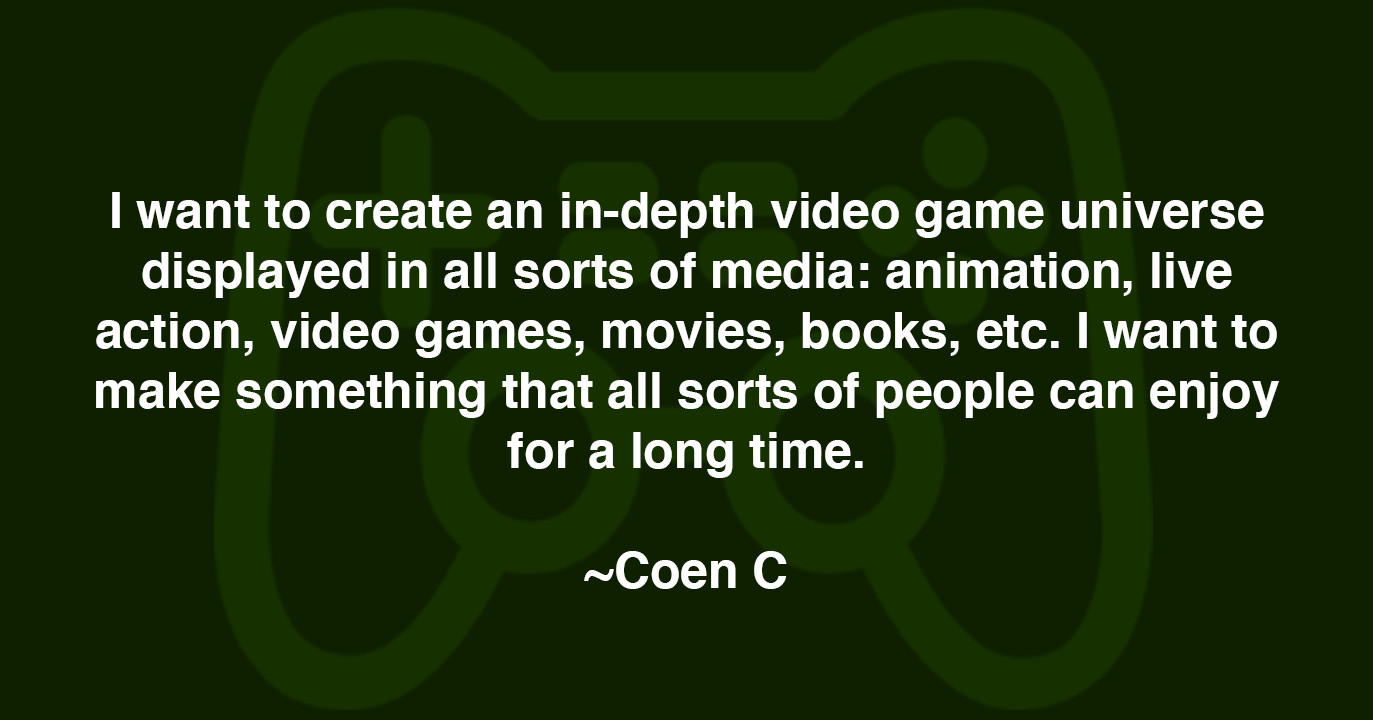 I want to create an in-depth video game universe
displayed in all sorts of media: animation, live
action, video games, movies, books, etc. I want to
make something that all sorts of people can enjoy
for a long time.
~Coen C